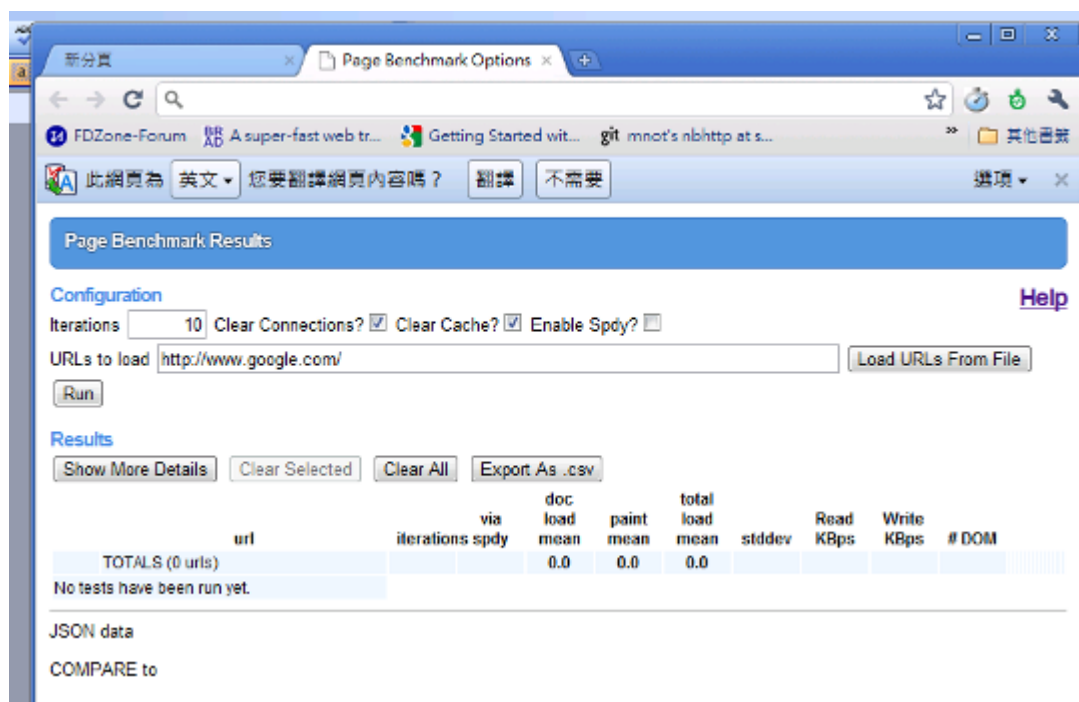 新分頁 Page Benchmark Options
FDZone-Forum A super-fast web tr... Getting Started wit... git mnot's nbhttp at s... » 其他書籤
此網頁為 英文 您要翻譯網頁內容嗎？ 翻譯 不需要 選項
Page Benchmark Results
Configuration Help
Iterations 10 Clear Connections? Clear Cache? Enable Spdy?
URLs to load http://www.google.com/ Load URLs From File
Run
Results
Show More Details Clear Selected Clear All Export As .csv
url iterations via spdy doc load mean paint mean total load mean stddev Read KBps Write KBps # DOM
TOTALS (0 urls) 0.0 0.0 0.0
No tests have been run yet.
JSON data
COMPARE to